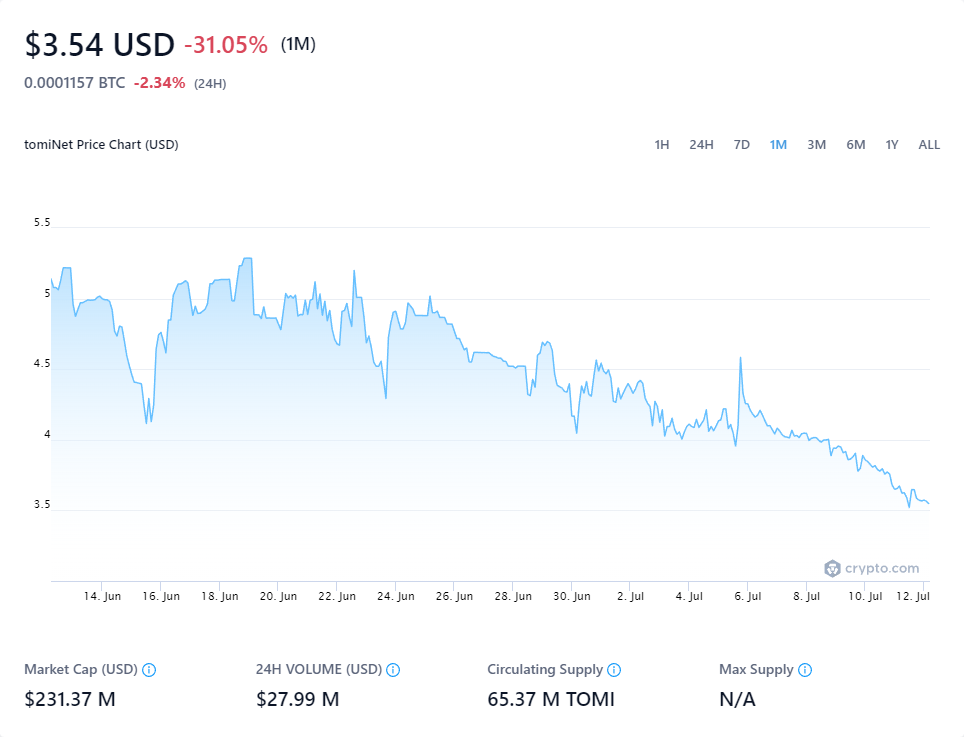 $3.54 USD -31.05% (1M)
0.0001157 BTC -2.34% (24H)
tomiNet Price Chart (USD)
1H 24H 7D 1M 3M 6M 1Y ALL
5.5
5
4.5
4
3.5
crypto.com
14. Jun 16. Jun 18. Jun 20. Jun 22. Jun 24. Jun 26. Jun 28. Jun 30. Jun 2. Jul 4. Jul 6. Jul 8. Jul 10. Jul 12. Jul
Market Cap (USD) 24H VOLUME (USD) Circulating Supply Max Supply
$231.37 M $27.99 M 65.37 M TOMI N/A